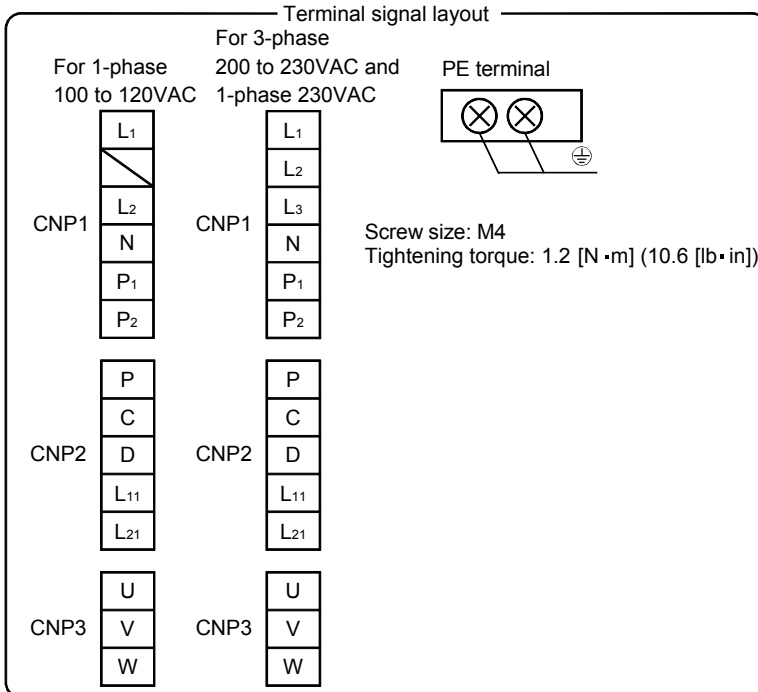 Terminal signal layout
For 1-phase
100 to 120VAC
For 3-phase
200 to 230VAC and
1-phase 230VAC
PE terminal
CNP1
L1
L2
N
P1
P2
CNP1
L1
L2
L3
N
P1
P2
Screw size: M4
Tightening torque: 1.2 [N·m] (10.6 [lb·in])
CNP2
P
C
D
L11
L21
CNP2
P
C
D
L11
L21
CNP3
U
V
W
CNP3
U
V
W